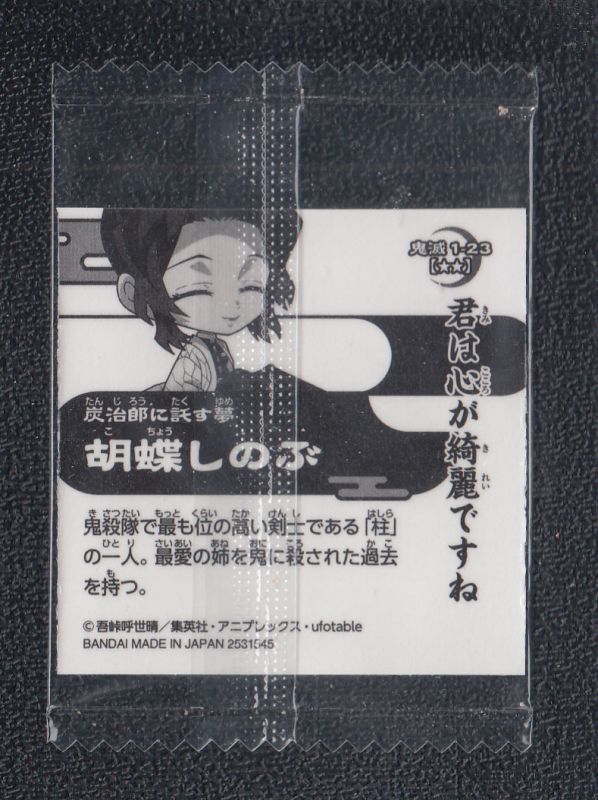 鬼滅 1-23
[★★]
君は心が綺麗ですね
炭治郎に託す夢
胡蝶しのぶ
鬼殺隊で最も位の高い剣士である「柱」
の一人。最愛の姉を鬼に殺された過去
を持つ。
©吾峠呼世晴／集英社・アニプレックス・ufotable
BANDAI MADE IN JAPAN 2531545